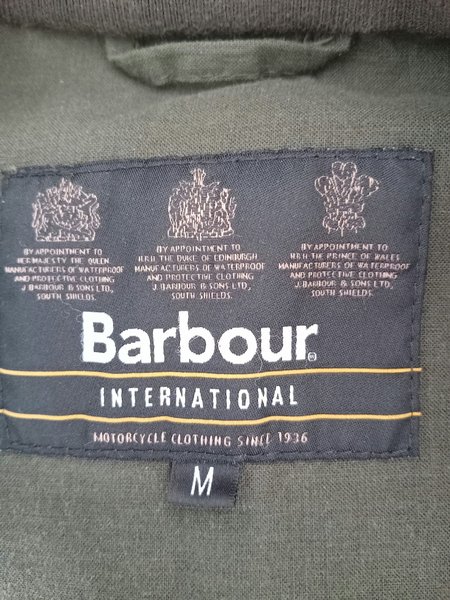 BY APPOINTMENT TO
HER MAJESTY THE QUEEN
MANUFACTURERS OF WATERPROOF
AND PROTECTIVE CLOTHING
J. BARBOUR & SONS LTD,
SOUTH SHIELDS.
BY APPOINTMENT TO
H.R.H. THE DUKE OF EDINBURGH
MANUFACTURERS OF WATERPROOF
AND PROTECTIVE CLOTHING
J. BARBOUR & SONS LTD,
SOUTH SHIELDS.
BY APPOINTMENT TO
H.R.H. THE PRINCE OF WALES
MANUFACTURERS OF WATERPROOF
AND PROTECTIVE CLOTHING
J. BARBOUR & SONS LTD,
SOUTH SHIELDS.
Barbour®
INTERNATIONAL
MOTORCYCLE CLOTHING SINCE 1936
M